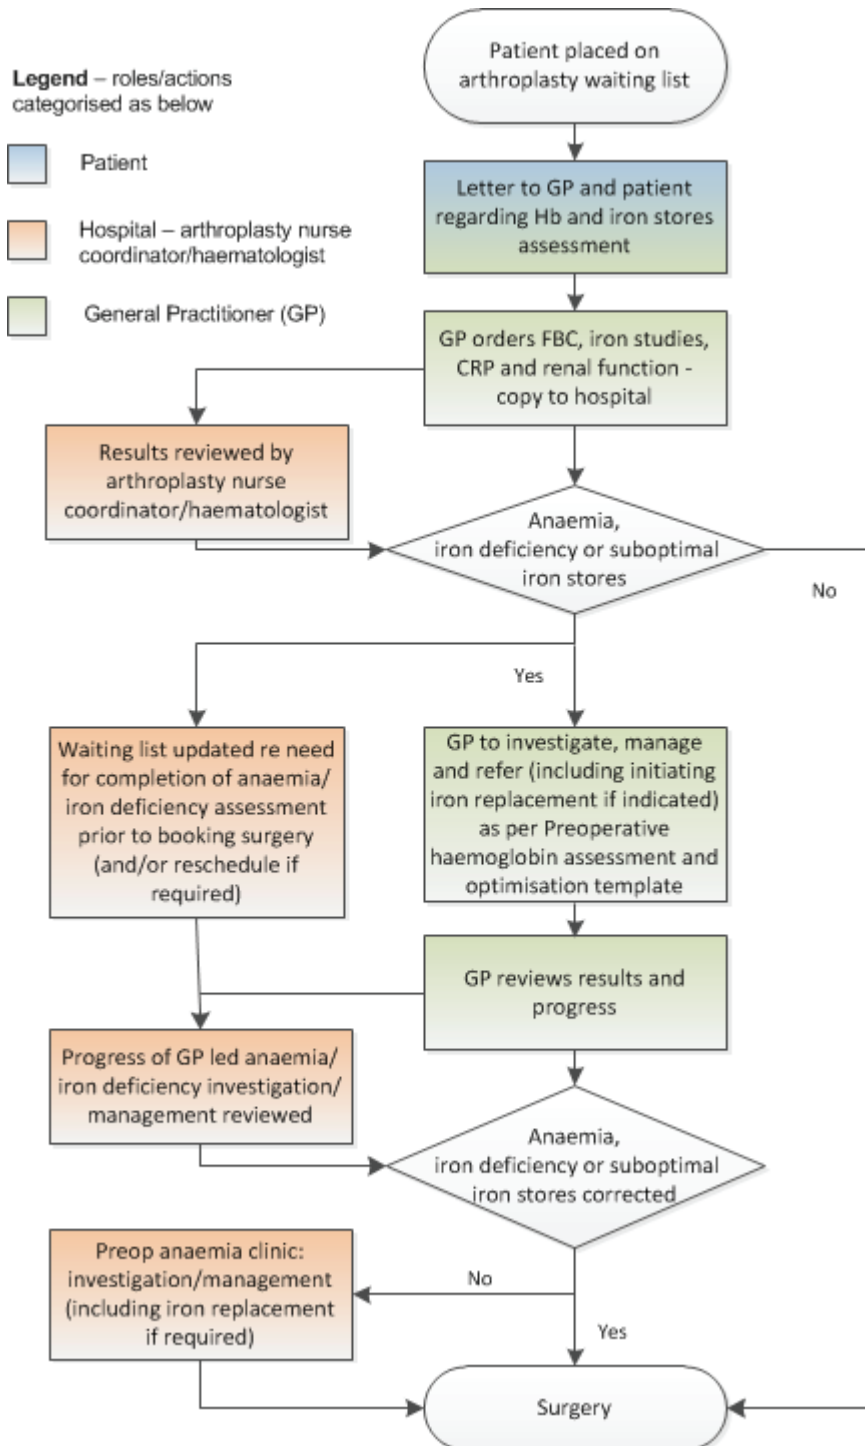 Patient placed on
arthroplasty waiting list
Legend – roles/actions
categorised as below
Patient
Hospital – arthroplasty nurse
coordinator/haematologist
General Practitioner (GP)
Letter to GP and patient
regarding Hb and iron stores
assessment
GP orders FBC, iron studies,
CRP and renal function -
copy to hospital
Results reviewed by
arthroplasty nurse
coordinator/haematologist
Anaemia,
iron deficiency or suboptimal
iron stores
No
Yes
Waiting list updated re need
for completion of anaemia/
iron deficiency assessment
prior to booking surgery
(and/or reschedule if
required)
GP to investigate, manage
and refer (including initiating
iron replacement if indicated)
as per Preoperative
haemoglobin assessment and
optimisation template
GP reviews results and
progress
Progress of GP led anaemia/
iron deficiency investigation/
management reviewed
Anaemia,
iron deficiency or suboptimal
iron stores corrected
Preop anaemia clinic:
investigation/management
(including iron replacement
if required)
No
Yes
Surgery